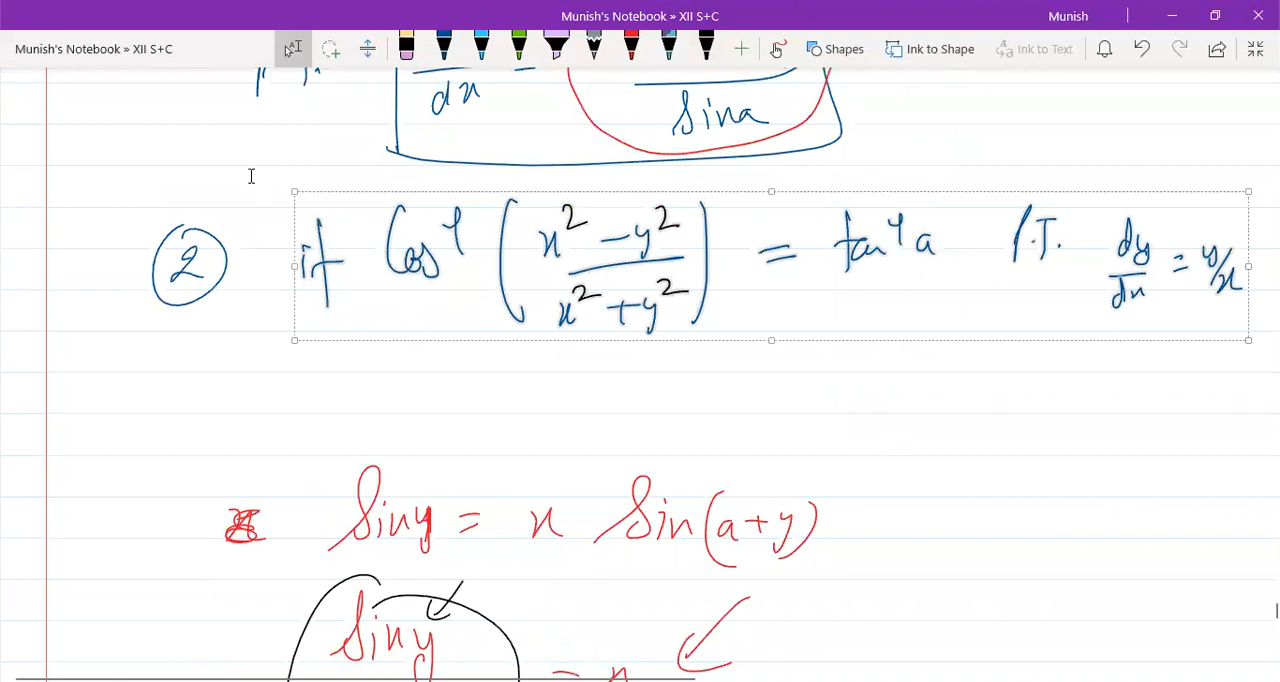 Munish's Notebook » XII S+C
Munish
Munish's Notebook » XII S+C
Shapes
Ink to Shape
Ink to Text
dx =
Sina
② if Cos⁻¹ (x² - y² / x² + y²) = tan⁻¹ a P.T. dy/dx = y/x
Siny = x Sin(a+y)
Siny
= x